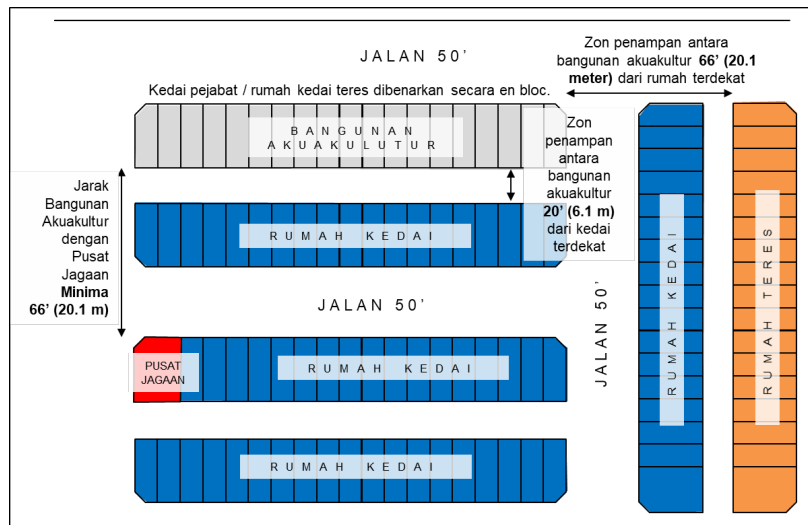 JALAN 50'
Zon penampan antara
bangunan akuakultur 66' (20.1
meter) dari rumah terdekat
Kedai pejabat / rumah kedai teres dibenarkan secara en bloc.
BANGUNAN
AKUAKULUTUR
Zon
penampan
antara
bangunan
akuakultur
20' (6.1 m)
dari kedai
terdekat
Jarak
Bangunan
Akuakultur
dengan
Pusat
Jagaan
Minima
66' (20.1 m)
RUMAH KEDAI
JALAN 50'
PUSAT
JAGAAN
RUMAH KEDAI
RUMAH KEDAI
JALAN 50'
RUMAH KEDAI
RUMAH TERES